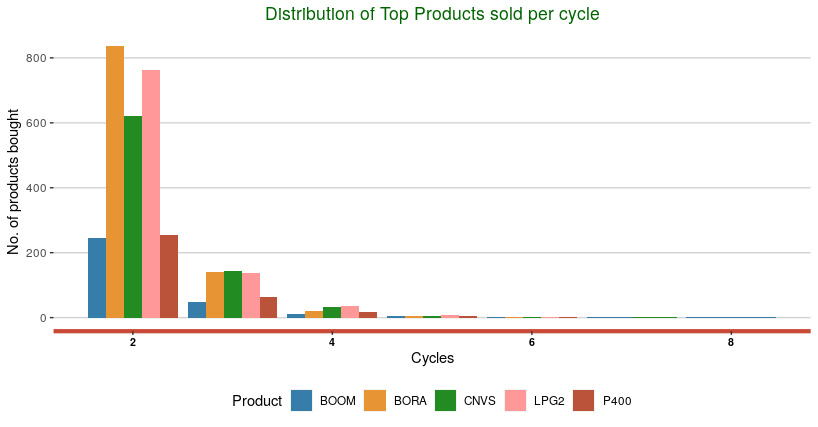 Distribution of Top Products sold per cycle
No. of products bought
800
600
400
200
0
2 4 6 8
Cycles
Product BOOM BORA CNVS LPG2 P400